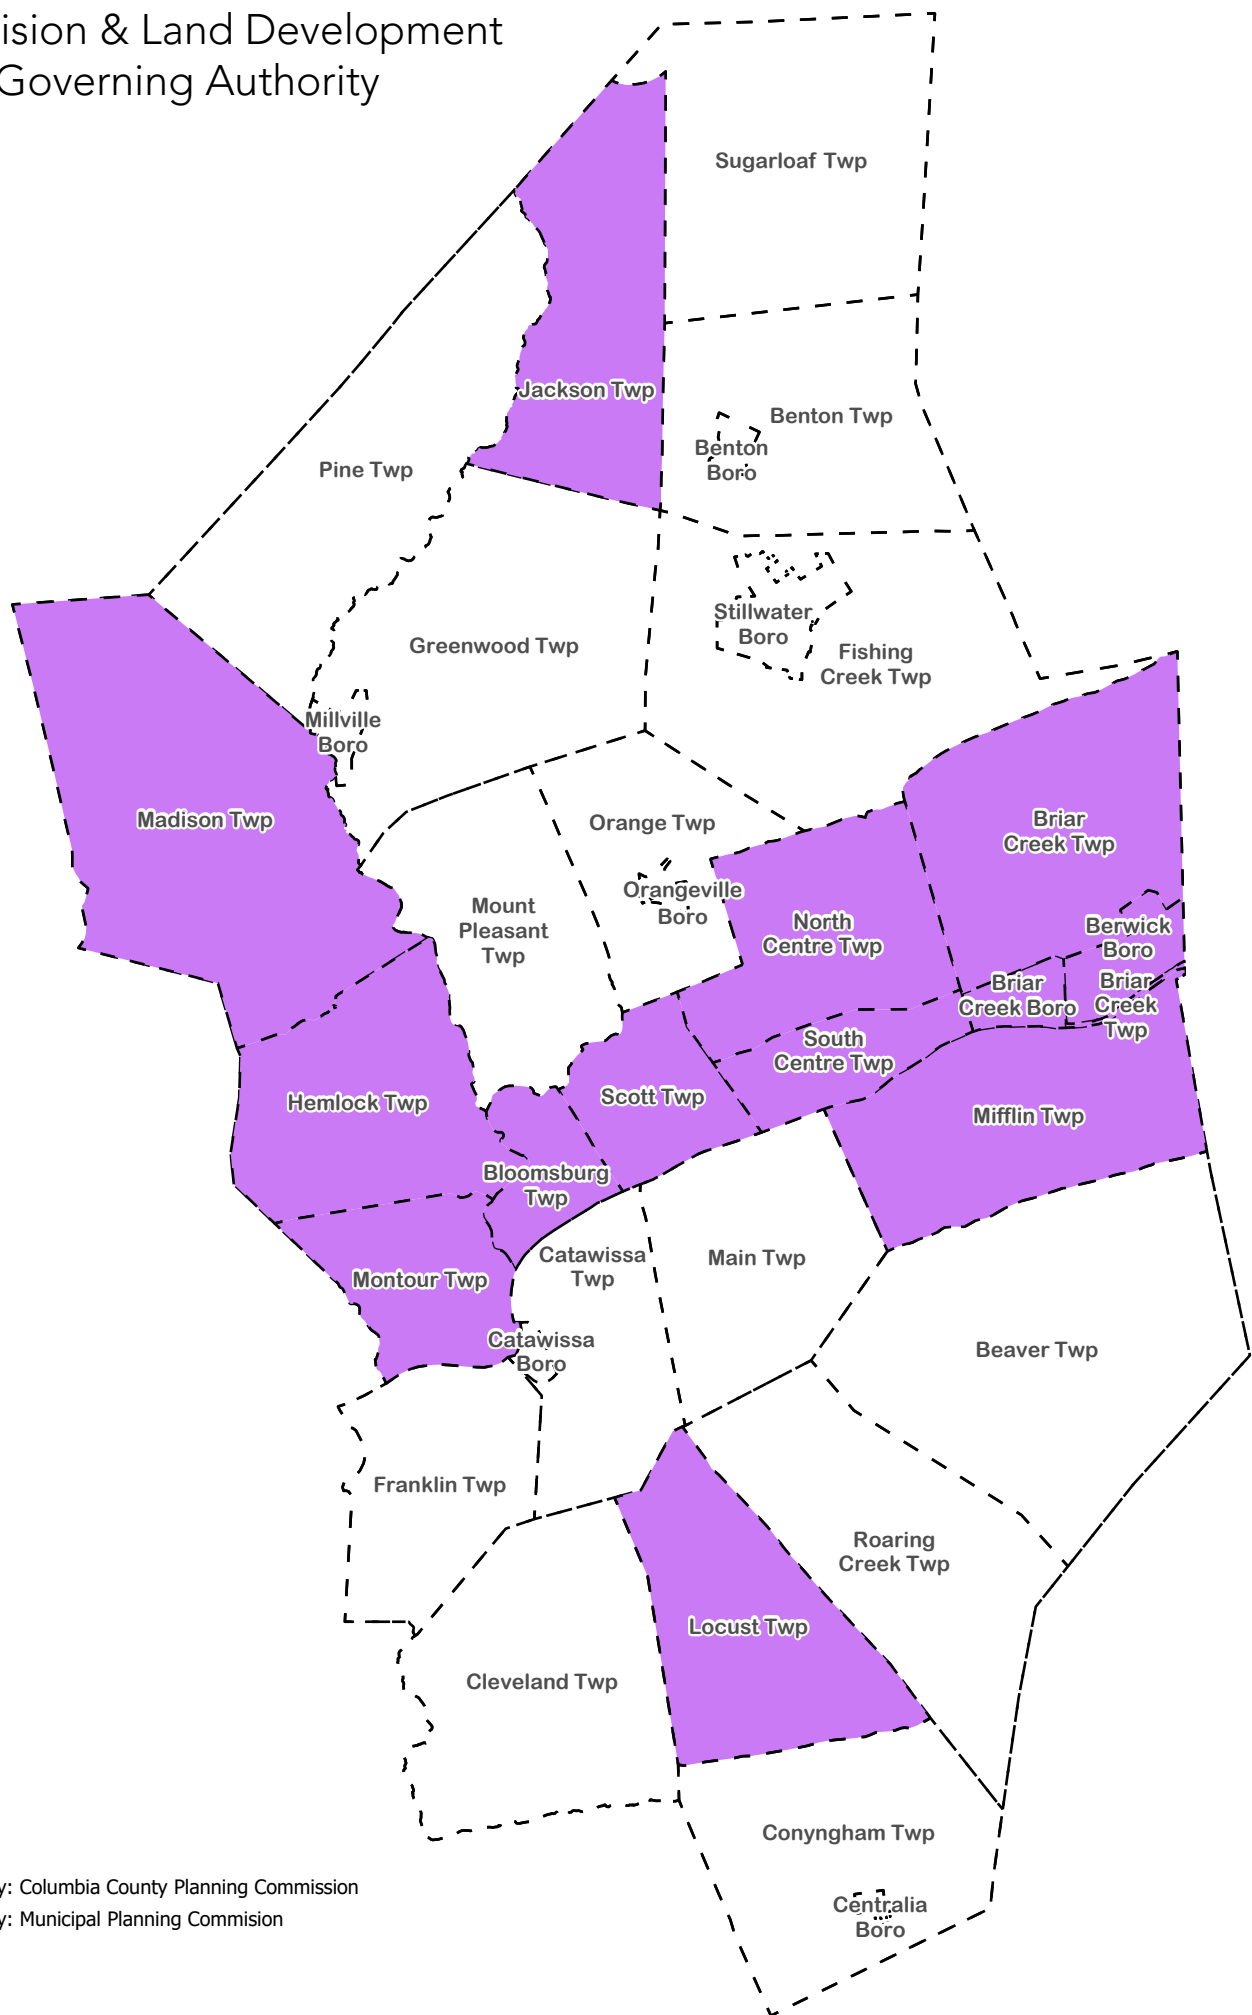 ision & Land Development
Governing Authority
Sugarloaf Twp
Jackson Twp
Benton Twp
Benton
Boro
Pine Twp
Stillwater
Boro
Greenwood Twp
Fishing
Creek Twp
Millville
Boro
Madison Twp
Orange Twp
Briar
Creek Twp
Orangeville
Boro
Mount
Pleasant
Twp
North
Centre Twp
Berwick
Boro
Briar
Creek Boro
Briar
Creek
Twp
South
Centre Twp
Hemlock Twp
Scott Twp
Mifflin Twp
Bloomsburg
Twp
Catawissa
Twp
Main Twp
Montour Twp
Catawissa
Boro
Beaver Twp
Franklin Twp
Roaring
Creek Twp
Locust Twp
Cleveland Twp
Conyngham Twp
Centralia
Boro
y: Columbia County Planning Commission
y: Municipal Planning Commision